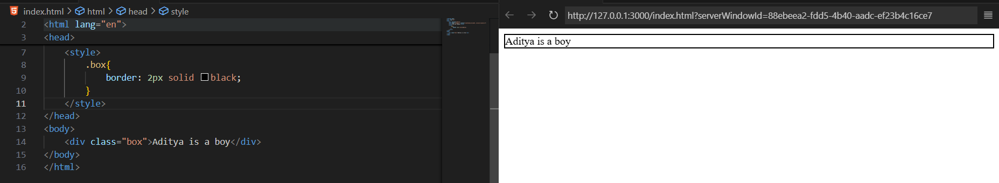 index.html > html > head > style
2 <html lang="en">
3 <head>
7 <style>
8 .box{
9 border: 2px solid black;
10 }
11 </style>
12 </head>
13 <body>
14 <div class="box">Aditya is a boy</div>
15 </body>
16 </html>
http://127.0.0.1:3000/index.html?serverWindowId=88ebeea2-fdd5-4b40-aadc-ef23b4c16ce7
Aditya is a boy